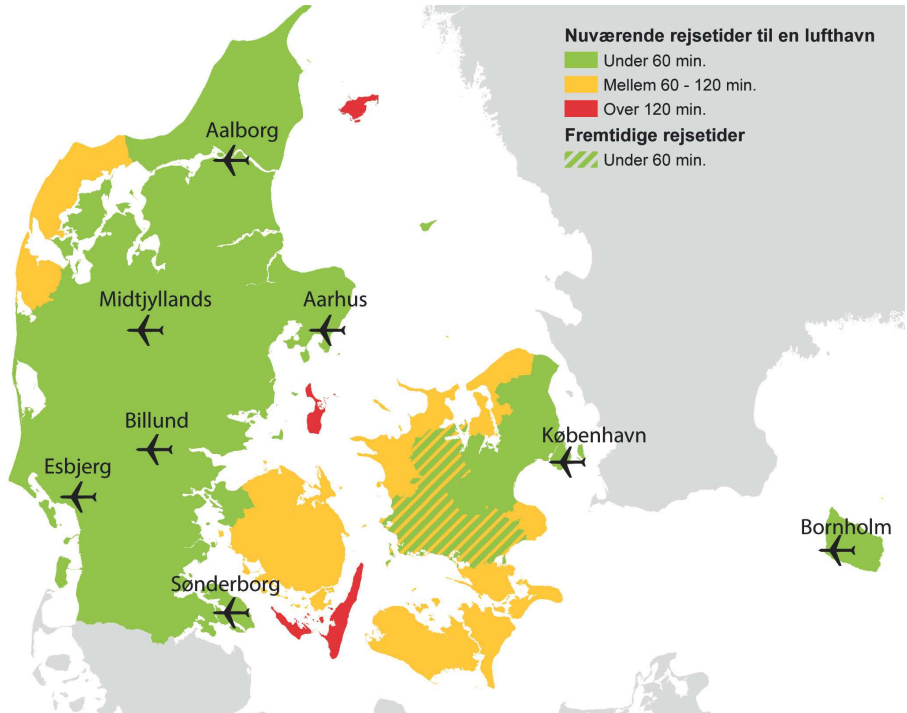 Nuværende rejsetider til en lufthavn
Under 60 min.
Mellem 60 - 120 min.
Over 120 min.
Fremtidige rejsetider
Under 60 min.
Aalborg
Midtjyllands
Aarhus
Billund
København
Esbjerg
Bornholm
Sønderborg